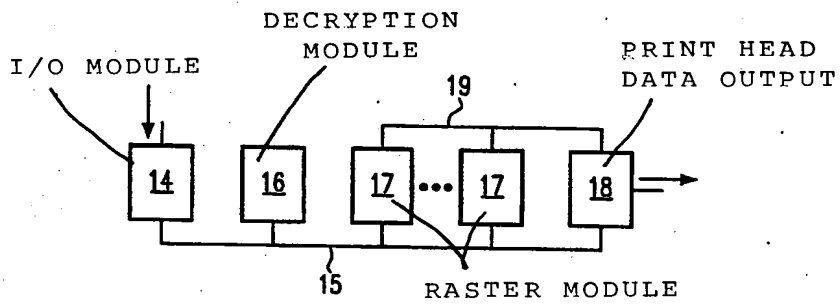 DECRYPTION
MODULE
I/O MODULE
PRINT HEAD
DATA OUTPUT
19
14
16
17
17
18
15
RASTER MODULE